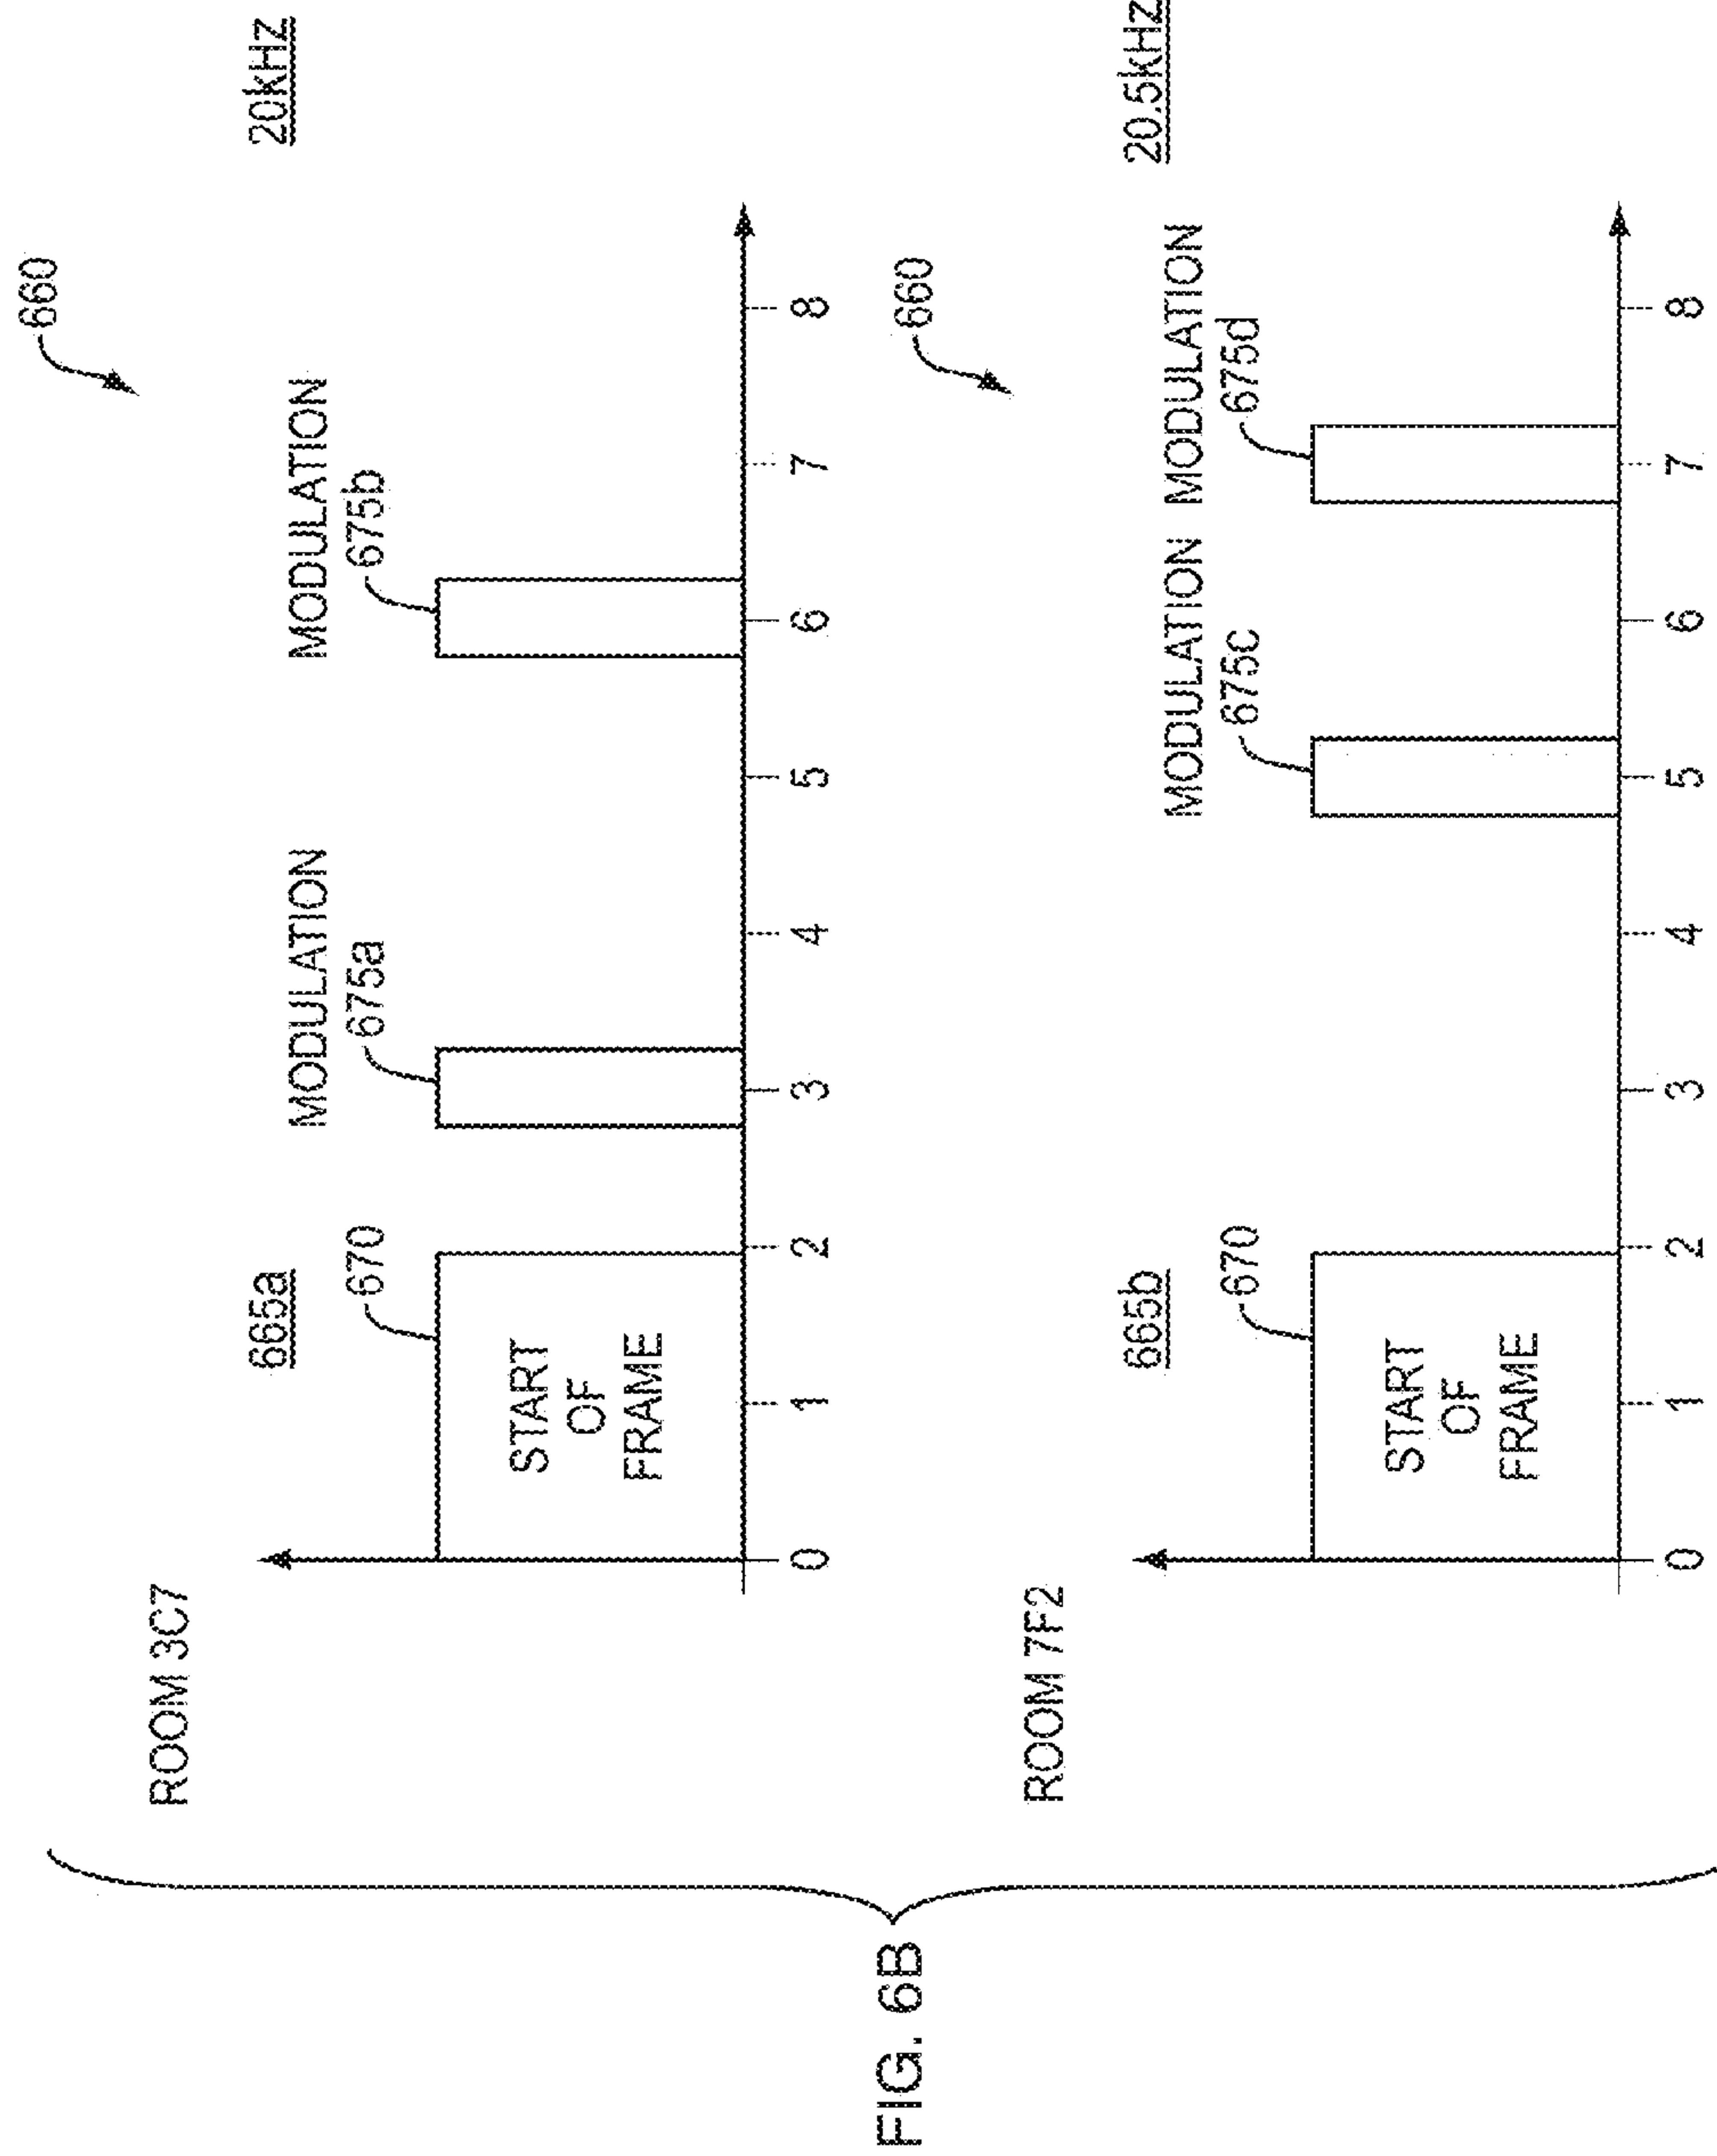 660
ROOM 3C7
665a
20kHz
MODULATION
MODULATION
670
675a
675b
START
OF
FRAME
0 1 2 3 4 5 6 7 8
660
ROOM 7F2
665b
20.5kHz
MODULATION MODULATION
670
675c
675d
START
OF
FRAME
0 1 2 3 4 5 6 7 8
FIG. 6B